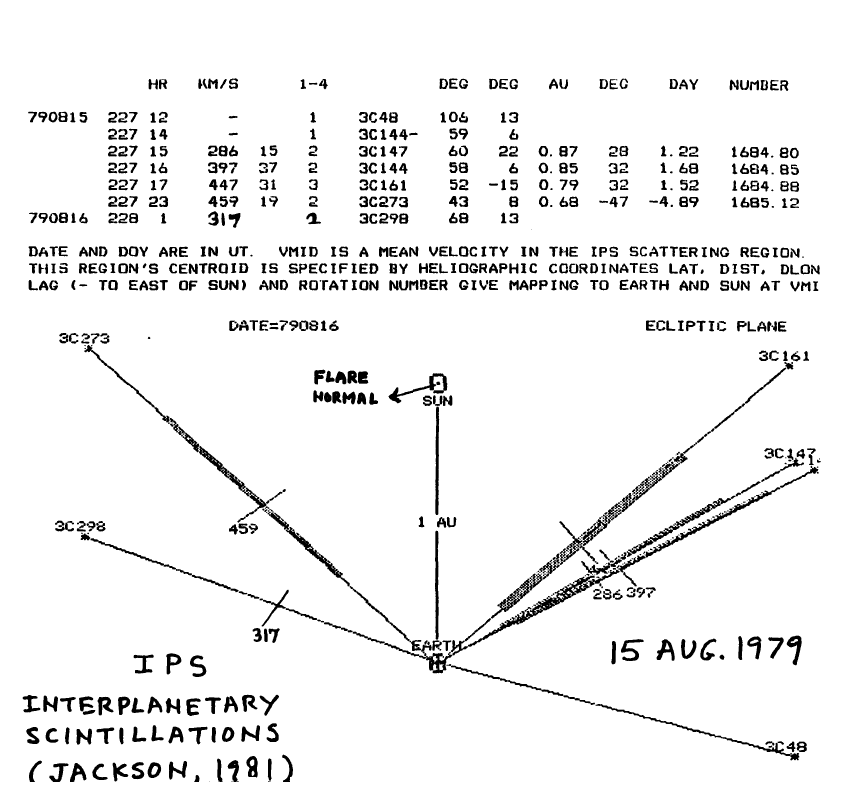 HR KM/S 1-4 DEG DEG AU DEG DAY NUMBER
790815 227 12 - 1 3C48 106 13
227 14 - 1 3C144- 59 6
227 15 286 15 2 3C147 60 22 0.87 28 1.22 1684.80
227 16 397 37 2 3C144 58 6 0.85 32 1.68 1684.85
227 17 447 31 3 3C161 52 -15 0.79 32 1.52 1684.88
227 23 459 19 2 3C273 43 8 0.68 -47 -4.89 1685.12
790816 228 1 317 2 3C298 68 13
DATE AND DOY ARE IN UT. VMID IS A MEAN VELOCITY IN THE IPS SCATTERING REGION.
THIS REGION'S CENTROID IS SPECIFIED BY HELIOGRAPHIC COORDINATES LAT, DIST, DLON
LAG (- TO EAST OF SUN) AND ROTATION NUMBER GIVE MAPPING TO EARTH AND SUN AT VMI
DATE=790816 ECLIPTIC PLANE
3C273
3C161
FLARE
NORMAL
SUN
3C147
459
1 AU
3C298
286 397
317
EARTH
15 AUG. 1979
IPS
INTERPLANETARY
SCINTILLATIONS
(JACKSON, 1981)
3C48